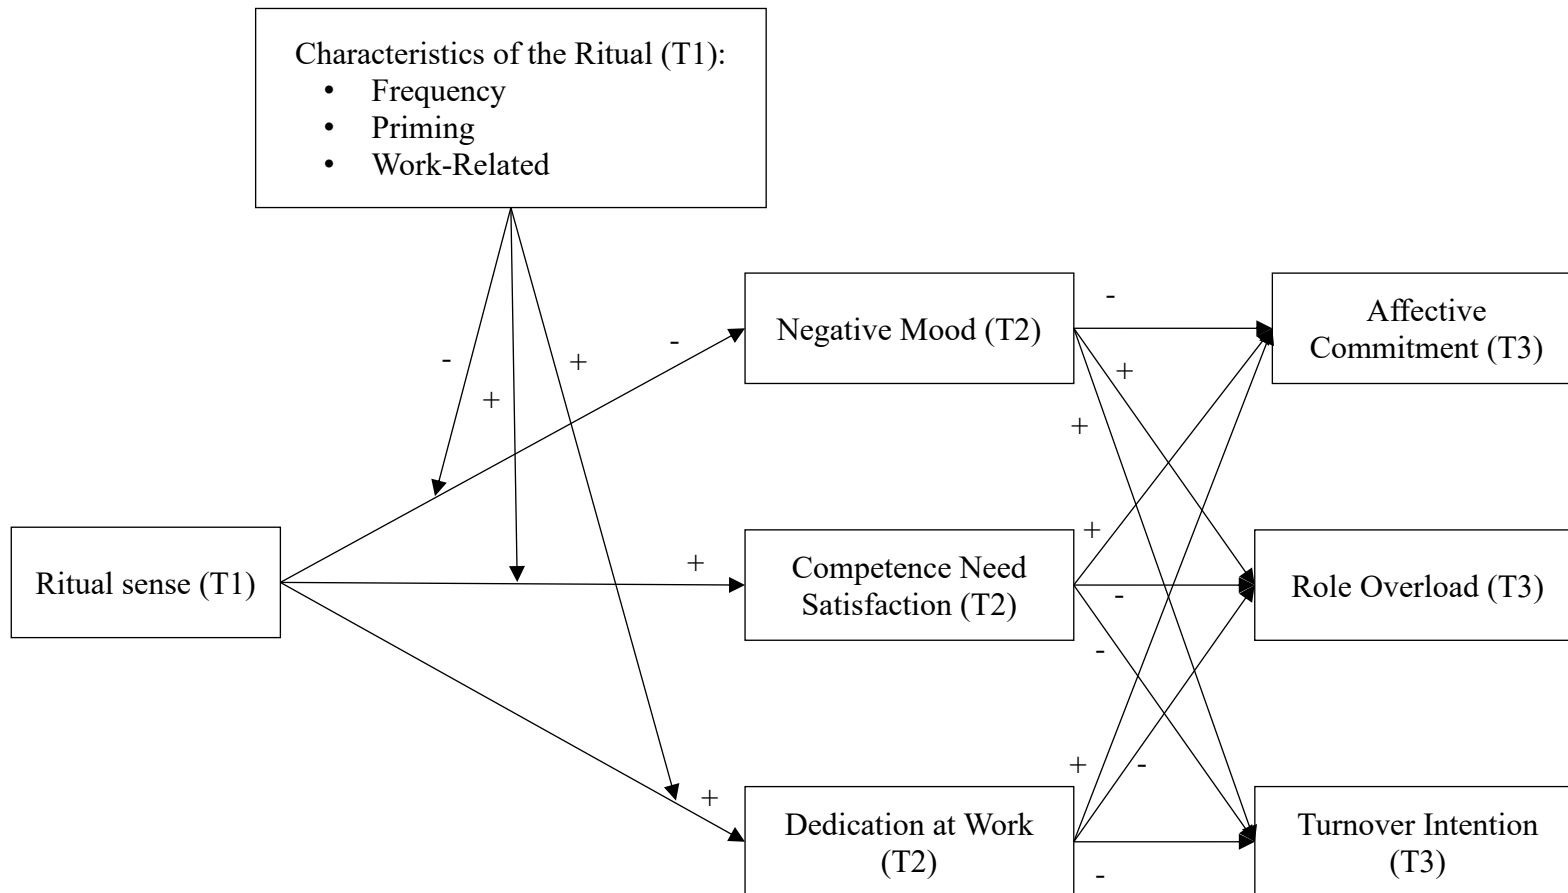 Characteristics of the Ritual (T1):
• Frequency
• Priming
• Work-Related
-
Negative Mood (T2)
Affective
Commitment (T3)
-
-
+
+
+
+
Ritual sense (T1)
+
Competence Need
Satisfaction (T2)
+
-
-
Role Overload (T3)
+
Dedication at Work
(T2)
+
-
-
Turnover Intention
(T3)